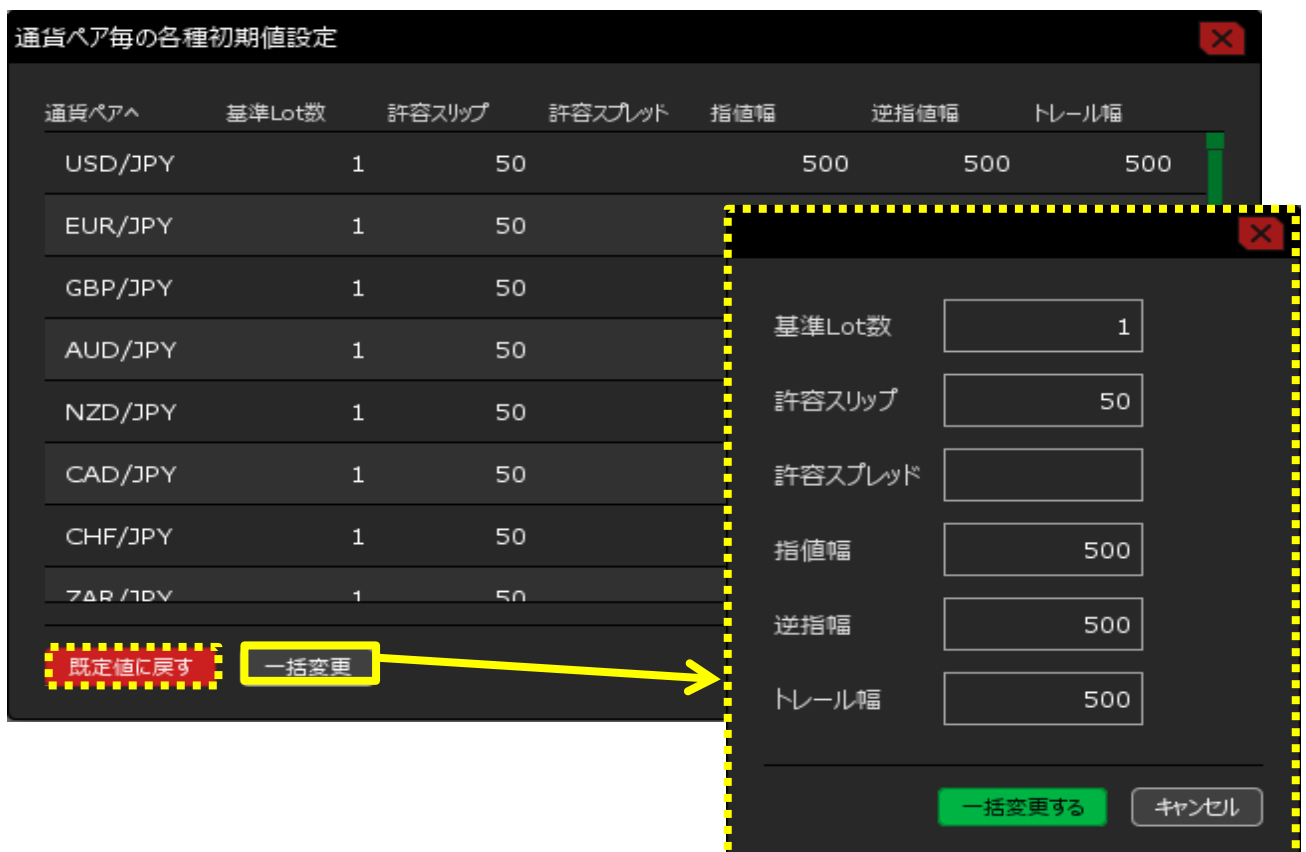 通貨ペア毎の各種初期値設定
通貨ペアヘ 基準Lot数 許容スリップ 許容スプレッド 指値幅 逆指値幅 トレール幅
USD/JPY 1 50 500 500 500
EUR/JPY 1 50
GBP/JPY 1 50
AUD/JPY 1 50
NZD/JPY 1 50
CAD/JPY 1 50
CHF/JPY 1 50
ZAR/JPY 1 50
既定値に戻す 一括変更
基準Lot数 1
許容スリップ 50
許容スプレッド
指値幅 500
逆指幅 500
トレール幅 500
一括変更する キャンセル